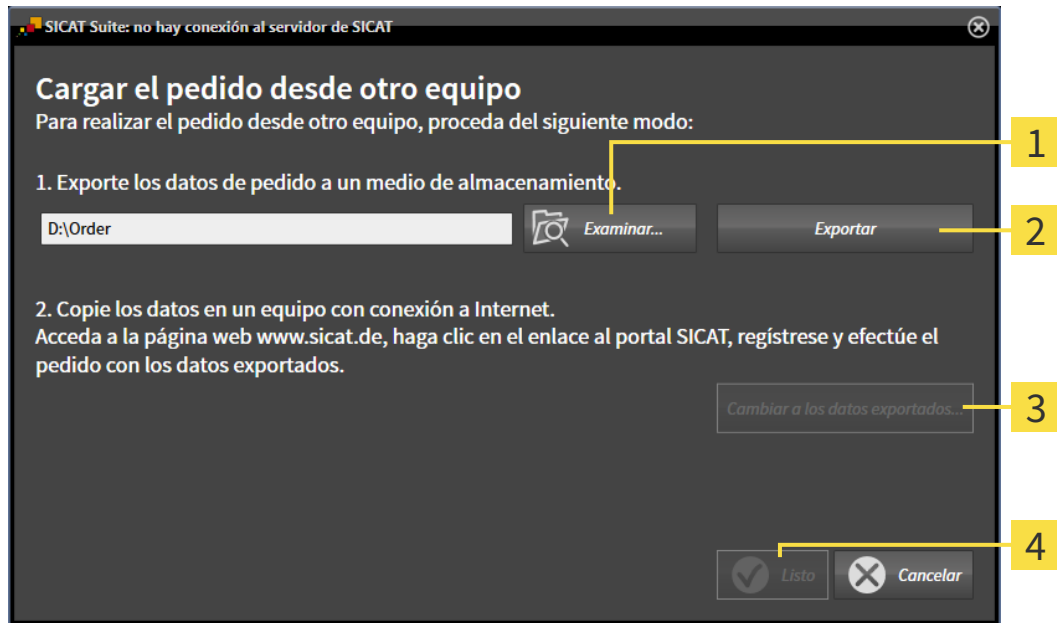 SICAT Suite: no hay conexión al servidor de SICAT
Cargar el pedido desde otro equipo
Para realizar el pedido desde otro equipo, proceda del siguiente modo:
1
1. Exporte los datos de pedido a un medio de almacenamiento.
D:\Order
Examinar...
Exportar
2
2. Copie los datos en un equipo con conexión a Internet.
Acceda a la página web www.sicat.de, haga clic en el enlace al portal SICAT, regístrese y efectúe el
pedido con los datos exportados.
Cambiar a los datos exportados...
3
4
Listo
Cancelar